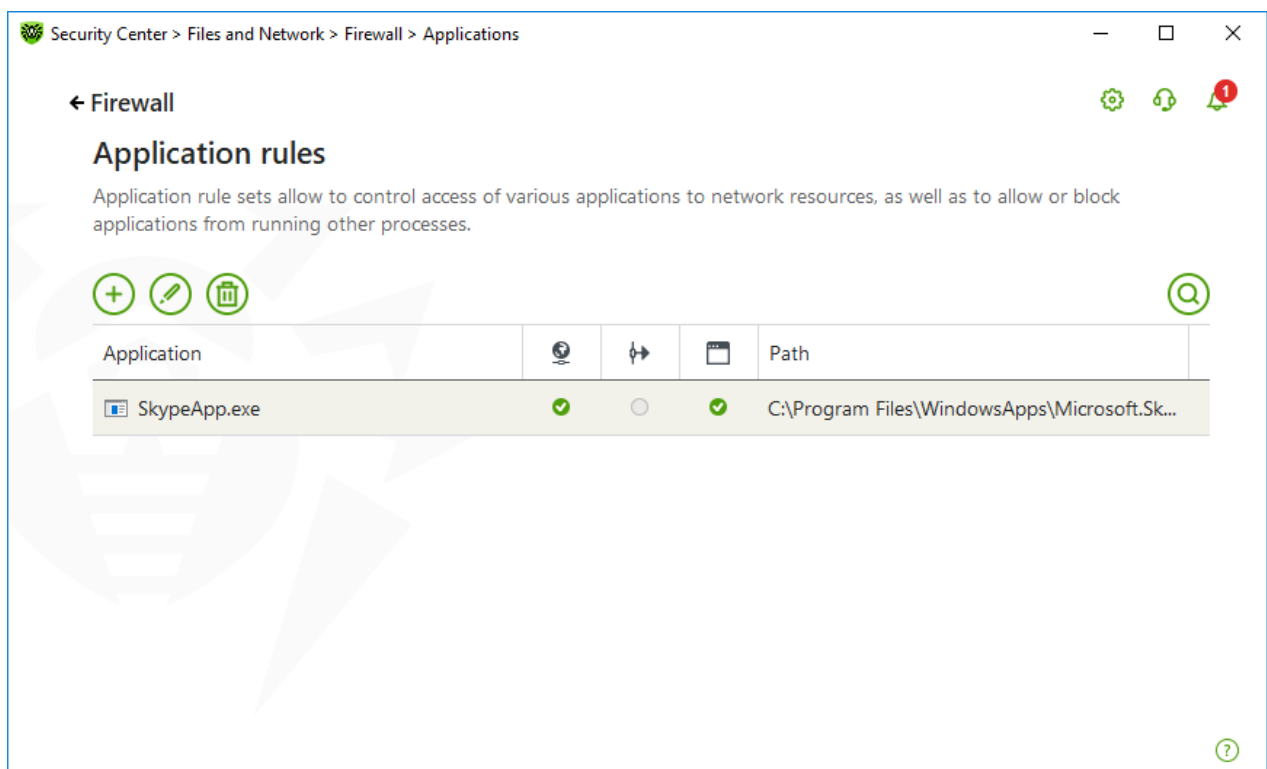 Security Center > Files and Network > Firewall > Applications
Firewall
1
Application rules
Application rule sets allow to control access of various applications to network resources, as well as to allow or block
applications from running other processes.
Application Path
SkypeApp.exe C:\Program Files\WindowsApps\Microsoft.Sk...
?